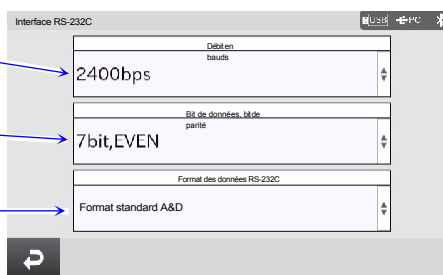 Interface RS-232C
USB PC
Débit en
bauds
2400bps
Bit de données, bit de
parité
7bit,EVEN
Format des données RS-232C
Format standard A&D